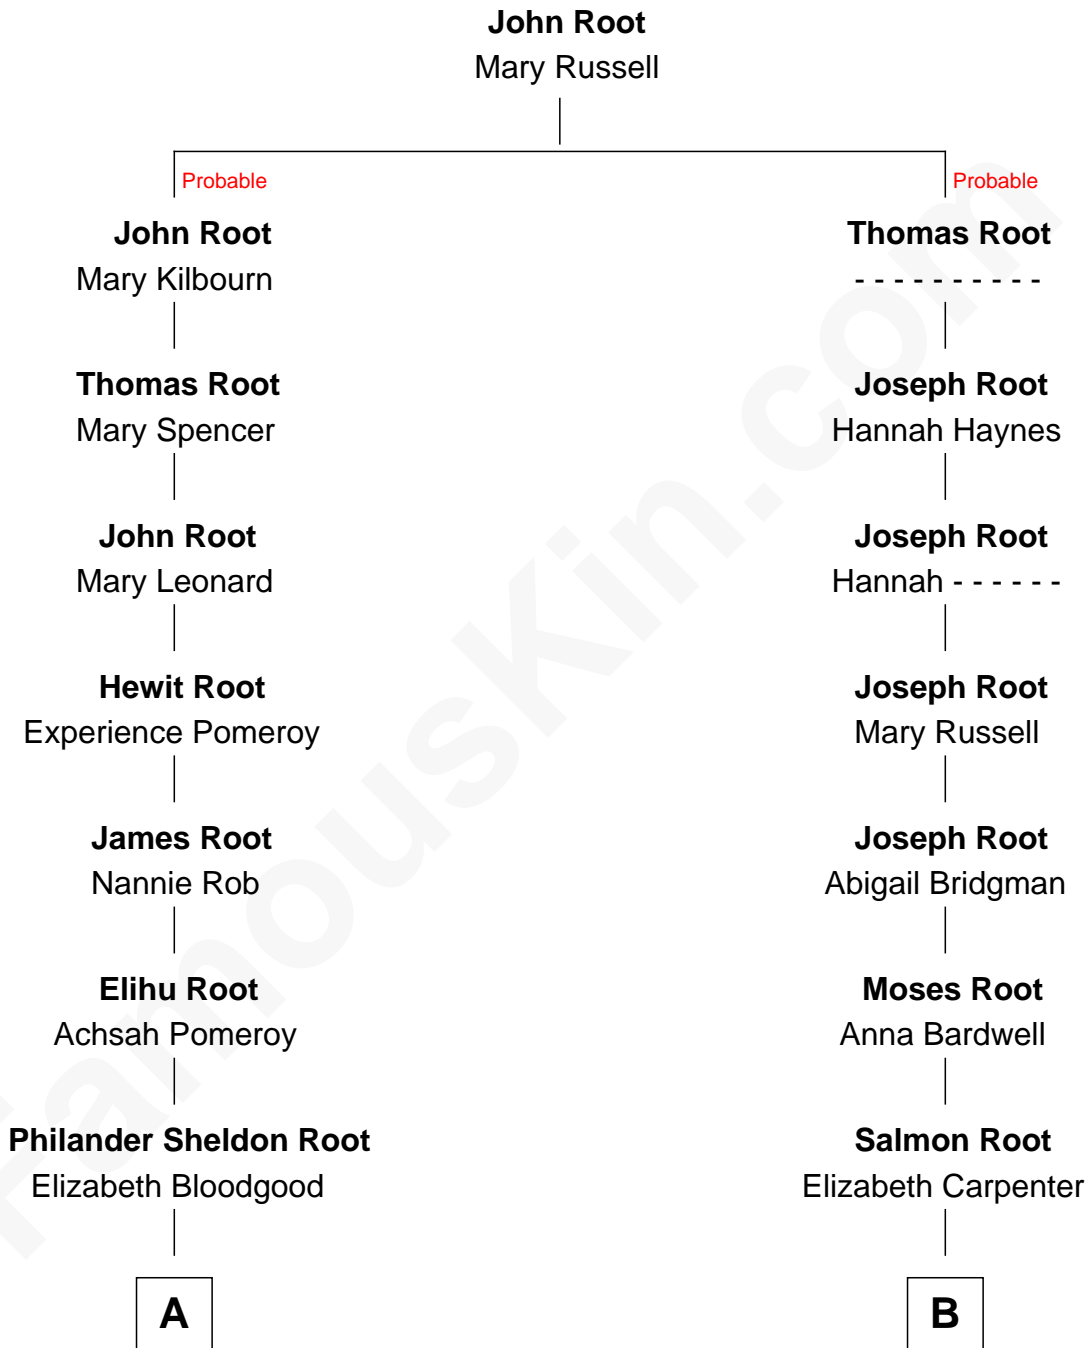 John Root
Mary Russell
Probable Probable
John Root Thomas Root
Mary Kilbourn - - - - - - - - - -
Thomas Root Joseph Root
Mary Spencer Hannah Haynes
John Root Joseph Root
Mary Leonard Hannah - - - - - -
Hewit Root Joseph Root
Experience Pomeroy Mary Russell
James Root Joseph Root
Nannie Rob Abigail Bridgman
Elihu Root Moses Root
Achsah Pomeroy Anna Bardwell
Philander Sheldon Root Salmon Root
Elizabeth Bloodgood Elizabeth Carpenter
A B
FamousKin.com